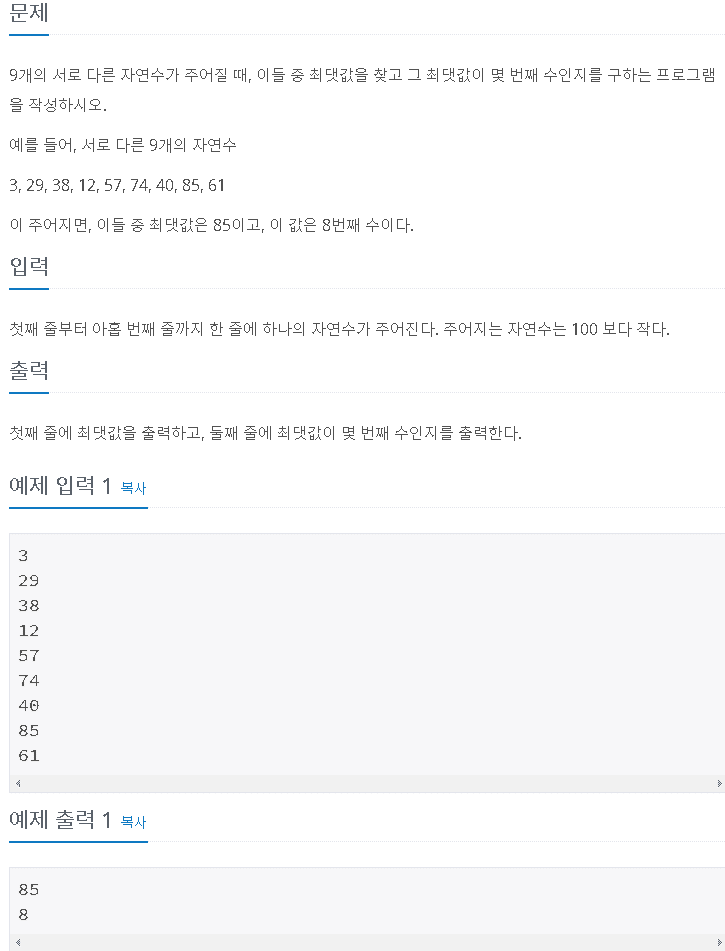 문제
9개의 서로 다른 자연수가 주어질 때, 이들 중 최댓값을 찾고 그 최댓값이 몇 번째 수인지를 구하는 프로그램
을 작성하시오.
예를 들어, 서로 다른 9개의 자연수
3, 29, 38, 12, 57, 74, 40, 85, 61
이 주어지면, 이들 중 최댓값은 85이고, 이 값은 8번째 수이다.
입력
첫째 줄부터 아홉 번째 줄까지 한 줄에 하나의 자연수가 주어진다. 주어지는 자연수는 100 보다 작다.
출력
첫째 줄에 최댓값을 출력하고, 둘째 줄에 최댓값이 몇 번째 수인지를 출력한다.
예제 입력 1 복사
3
29
38
12
57
74
40
85
61
예제 출력 1 복사
85
8